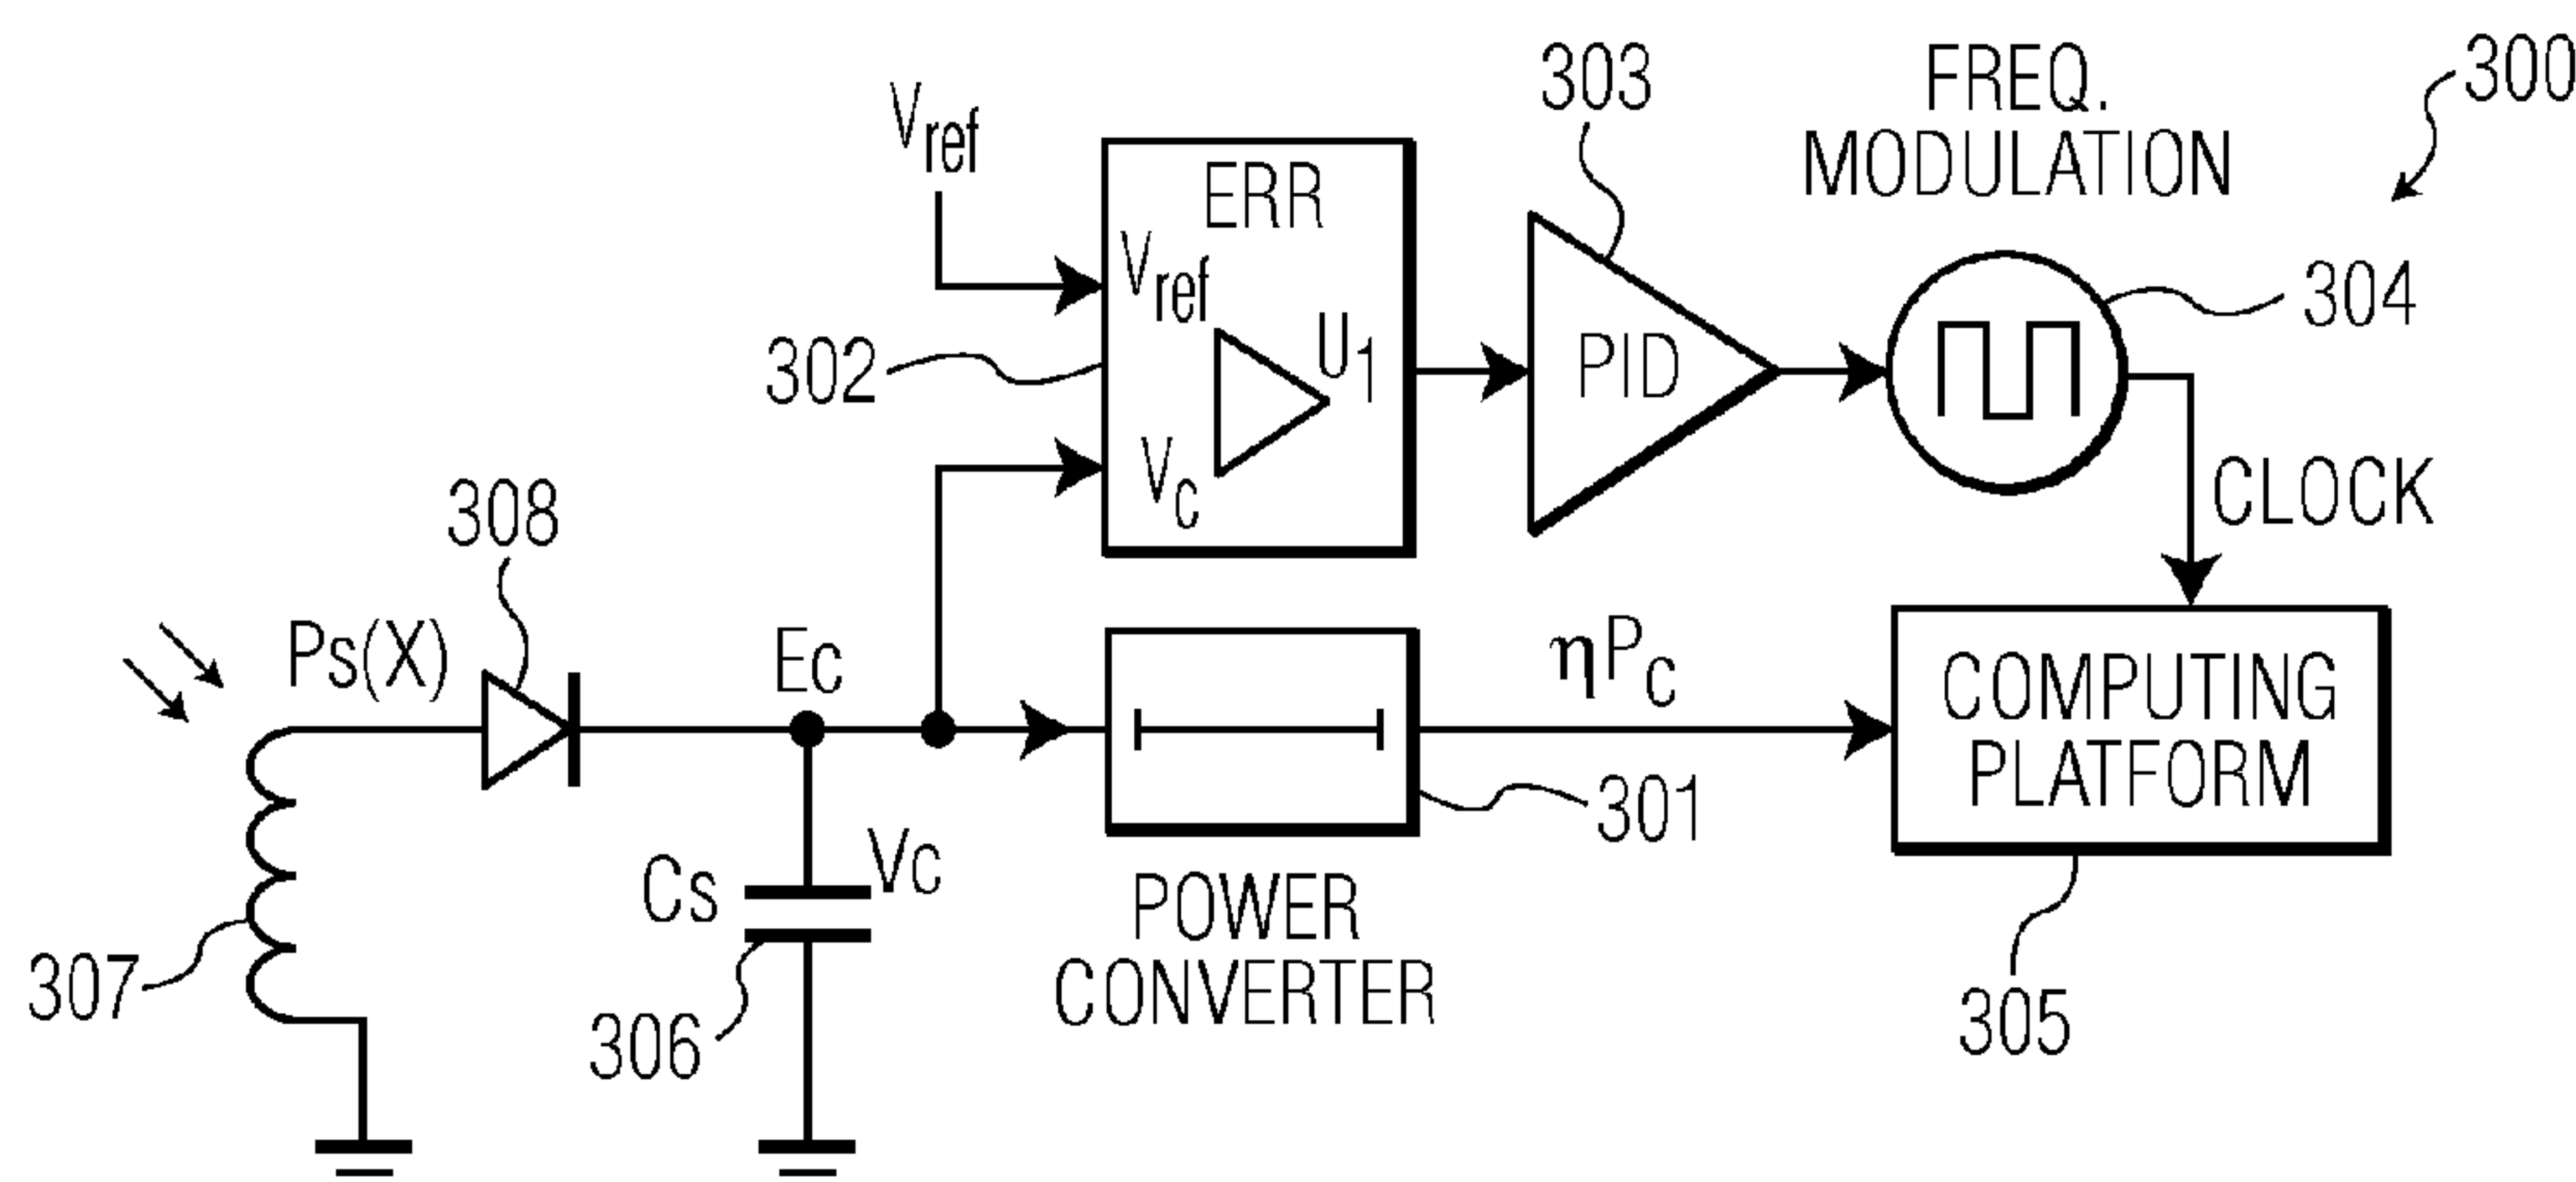 300
303
FREQ.
MODULATION
Vref
ERR
Vref
302
U1
PID
304
Vc
CLOCK
308
Ps(X)
Ec
ηPc
COMPUTING
PLATFORM
301
Cs
Vc
POWER
CONVERTER
307
306
305